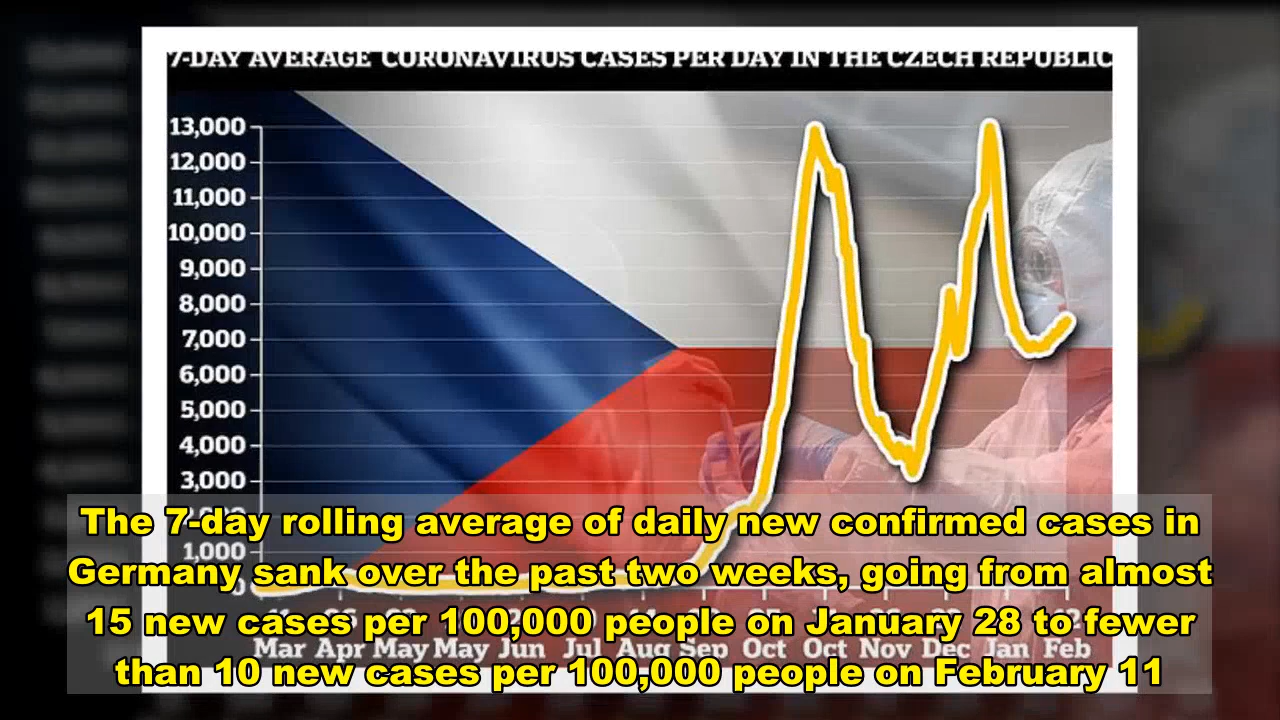 7-DAY AVERAGE CORONAVIRUS CASES PER DAY IN THE CZECH REPUBLIC
13,000
12,000
11,000
10,000
9,000
8,000
7,000
6,000
5,000
4,000
3,000
1,000
0
Mar Apr May May Jun Jul Aug Sep Oct Oct Nov Dec Jan Feb
The 7-day rolling average of daily new confirmed cases in
Germany sank over the past two weeks, going from almost
15 new cases per 100,000 people on January 28 to fewer
than 10 new cases per 100,000 people on February 11